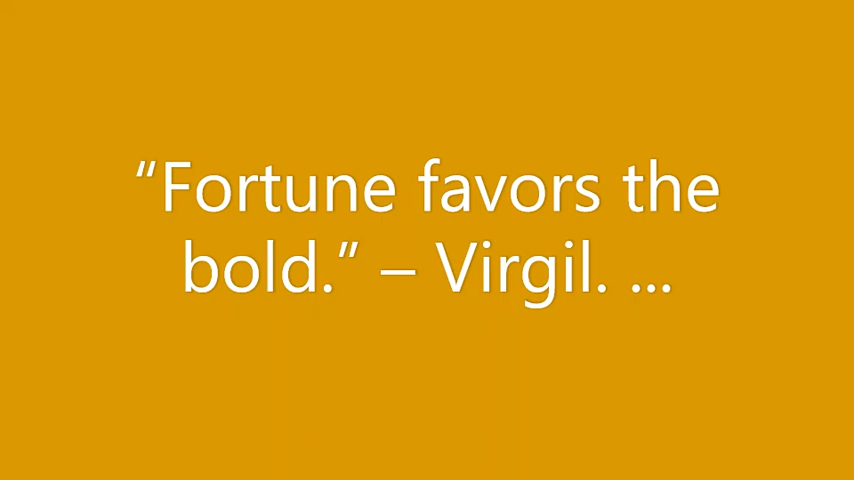 “Fortune favors the
bold.” – Virgil. ...